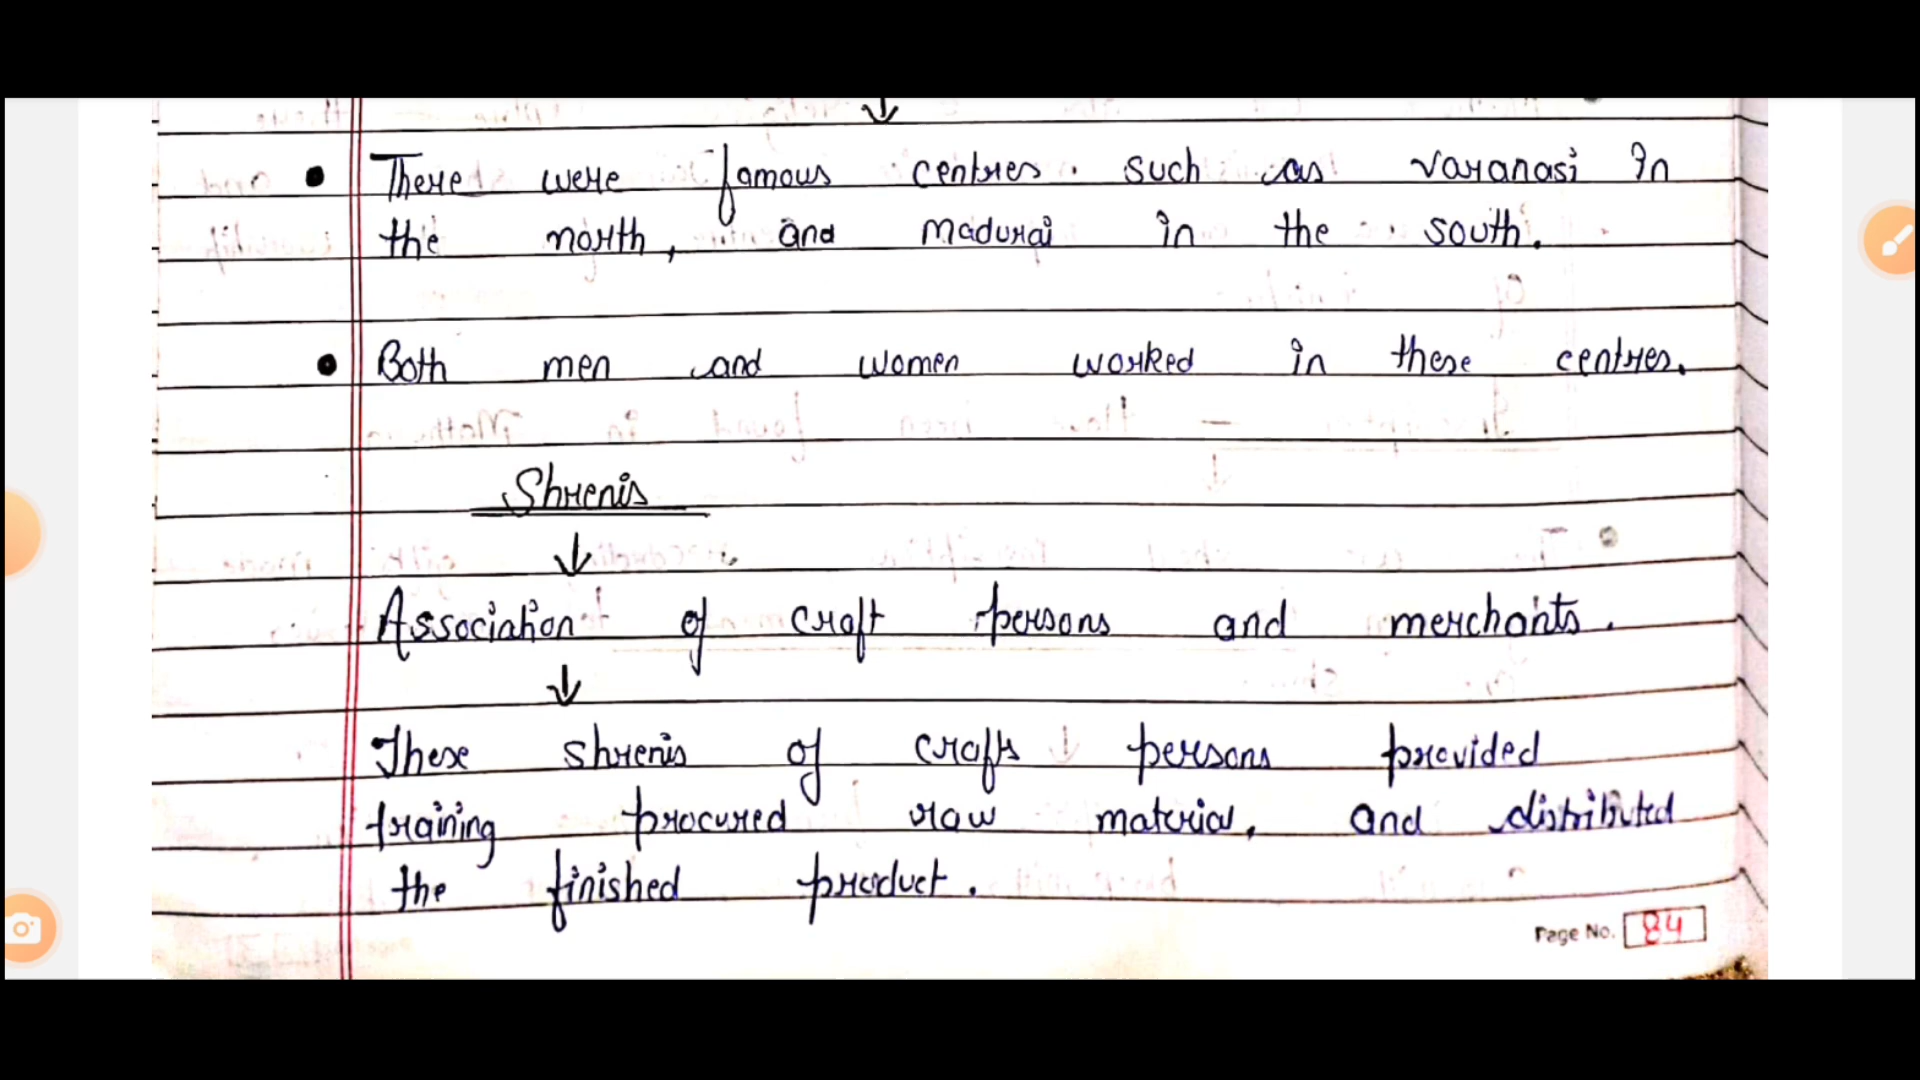 ↓
• There were famous centres such as varanasi in
the north, and madurai in the south.
• Both men and women worked in these centres.
Shrenis
↓
Association of craft persons and merchants.
↓
These shrenis of crafts persons provided
training procured raw material, and distributed
the finished product.
Page No. 84